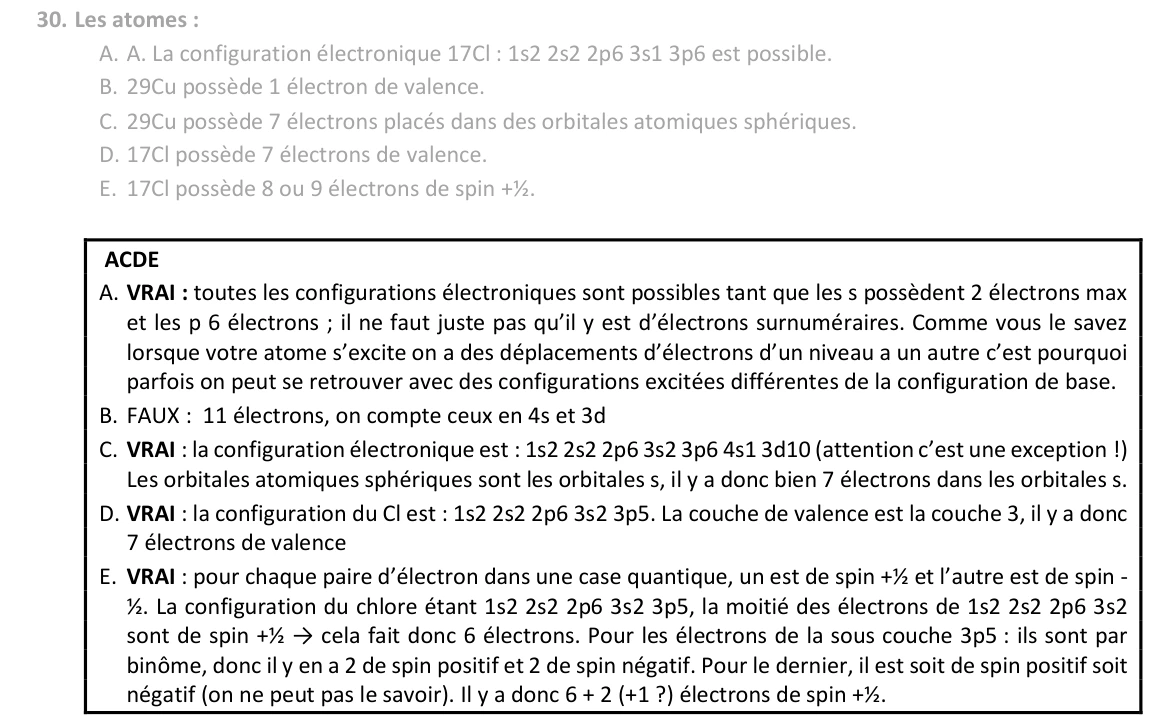 30. Les atomes :
A. A. La configuration électronique 17Cl : 1s2 2s2 2p6 3s1 3p6 est possible.
B. 29Cu possède 1 électron de valence.
C. 29Cu possède 7 électrons placés dans des orbitales atomiques sphériques.
D. 17Cl possède 7 électrons de valence.
E. 17Cl possède 8 ou 9 électrons de spin +½.
ACDE
A. VRAI : toutes les configurations électroniques sont possibles tant que les s possèdent 2 électrons max
et les p 6 électrons ; il ne faut juste pas qu’il y est d’électrons surnuméraires. Comme vous le savez
lorsque votre atome s’excite on a des déplacements d’électrons d’un niveau a un autre c’est pourquoi
parfois on peut se retrouver avec des configurations excitées différentes de la configuration de base.
B. FAUX : 11 électrons, on compte ceux en 4s et 3d
C. VRAI : la configuration électronique est : 1s2 2s2 2p6 3s2 3p6 4s1 3d10 (attention c’est une exception !)
Les orbitales atomiques sphériques sont les orbitales s, il y a donc bien 7 électrons dans les orbitales s.
D. VRAI : la configuration du Cl est : 1s2 2s2 2p6 3s2 3p5. La couche de valence est la couche 3, il y a donc
7 électrons de valence
E. VRAI : pour chaque paire d’électron dans une case quantique, un est de spin +½ et l’autre est de spin -
½. La configuration du chlore étant 1s2 2s2 2p6 3s2 3p5, la moitié des électrons de 1s2 2s2 2p6 3s2
sont de spin +½ → cela fait donc 6 électrons. Pour les électrons de la sous couche 3p5 : ils sont par
binôme, donc il y en a 2 de spin positif et 2 de spin négatif. Pour le dernier, il est soit de spin positif soit
négatif (on ne peut pas le savoir). Il y a donc 6 + 2 (+1 ?) électrons de spin +½.